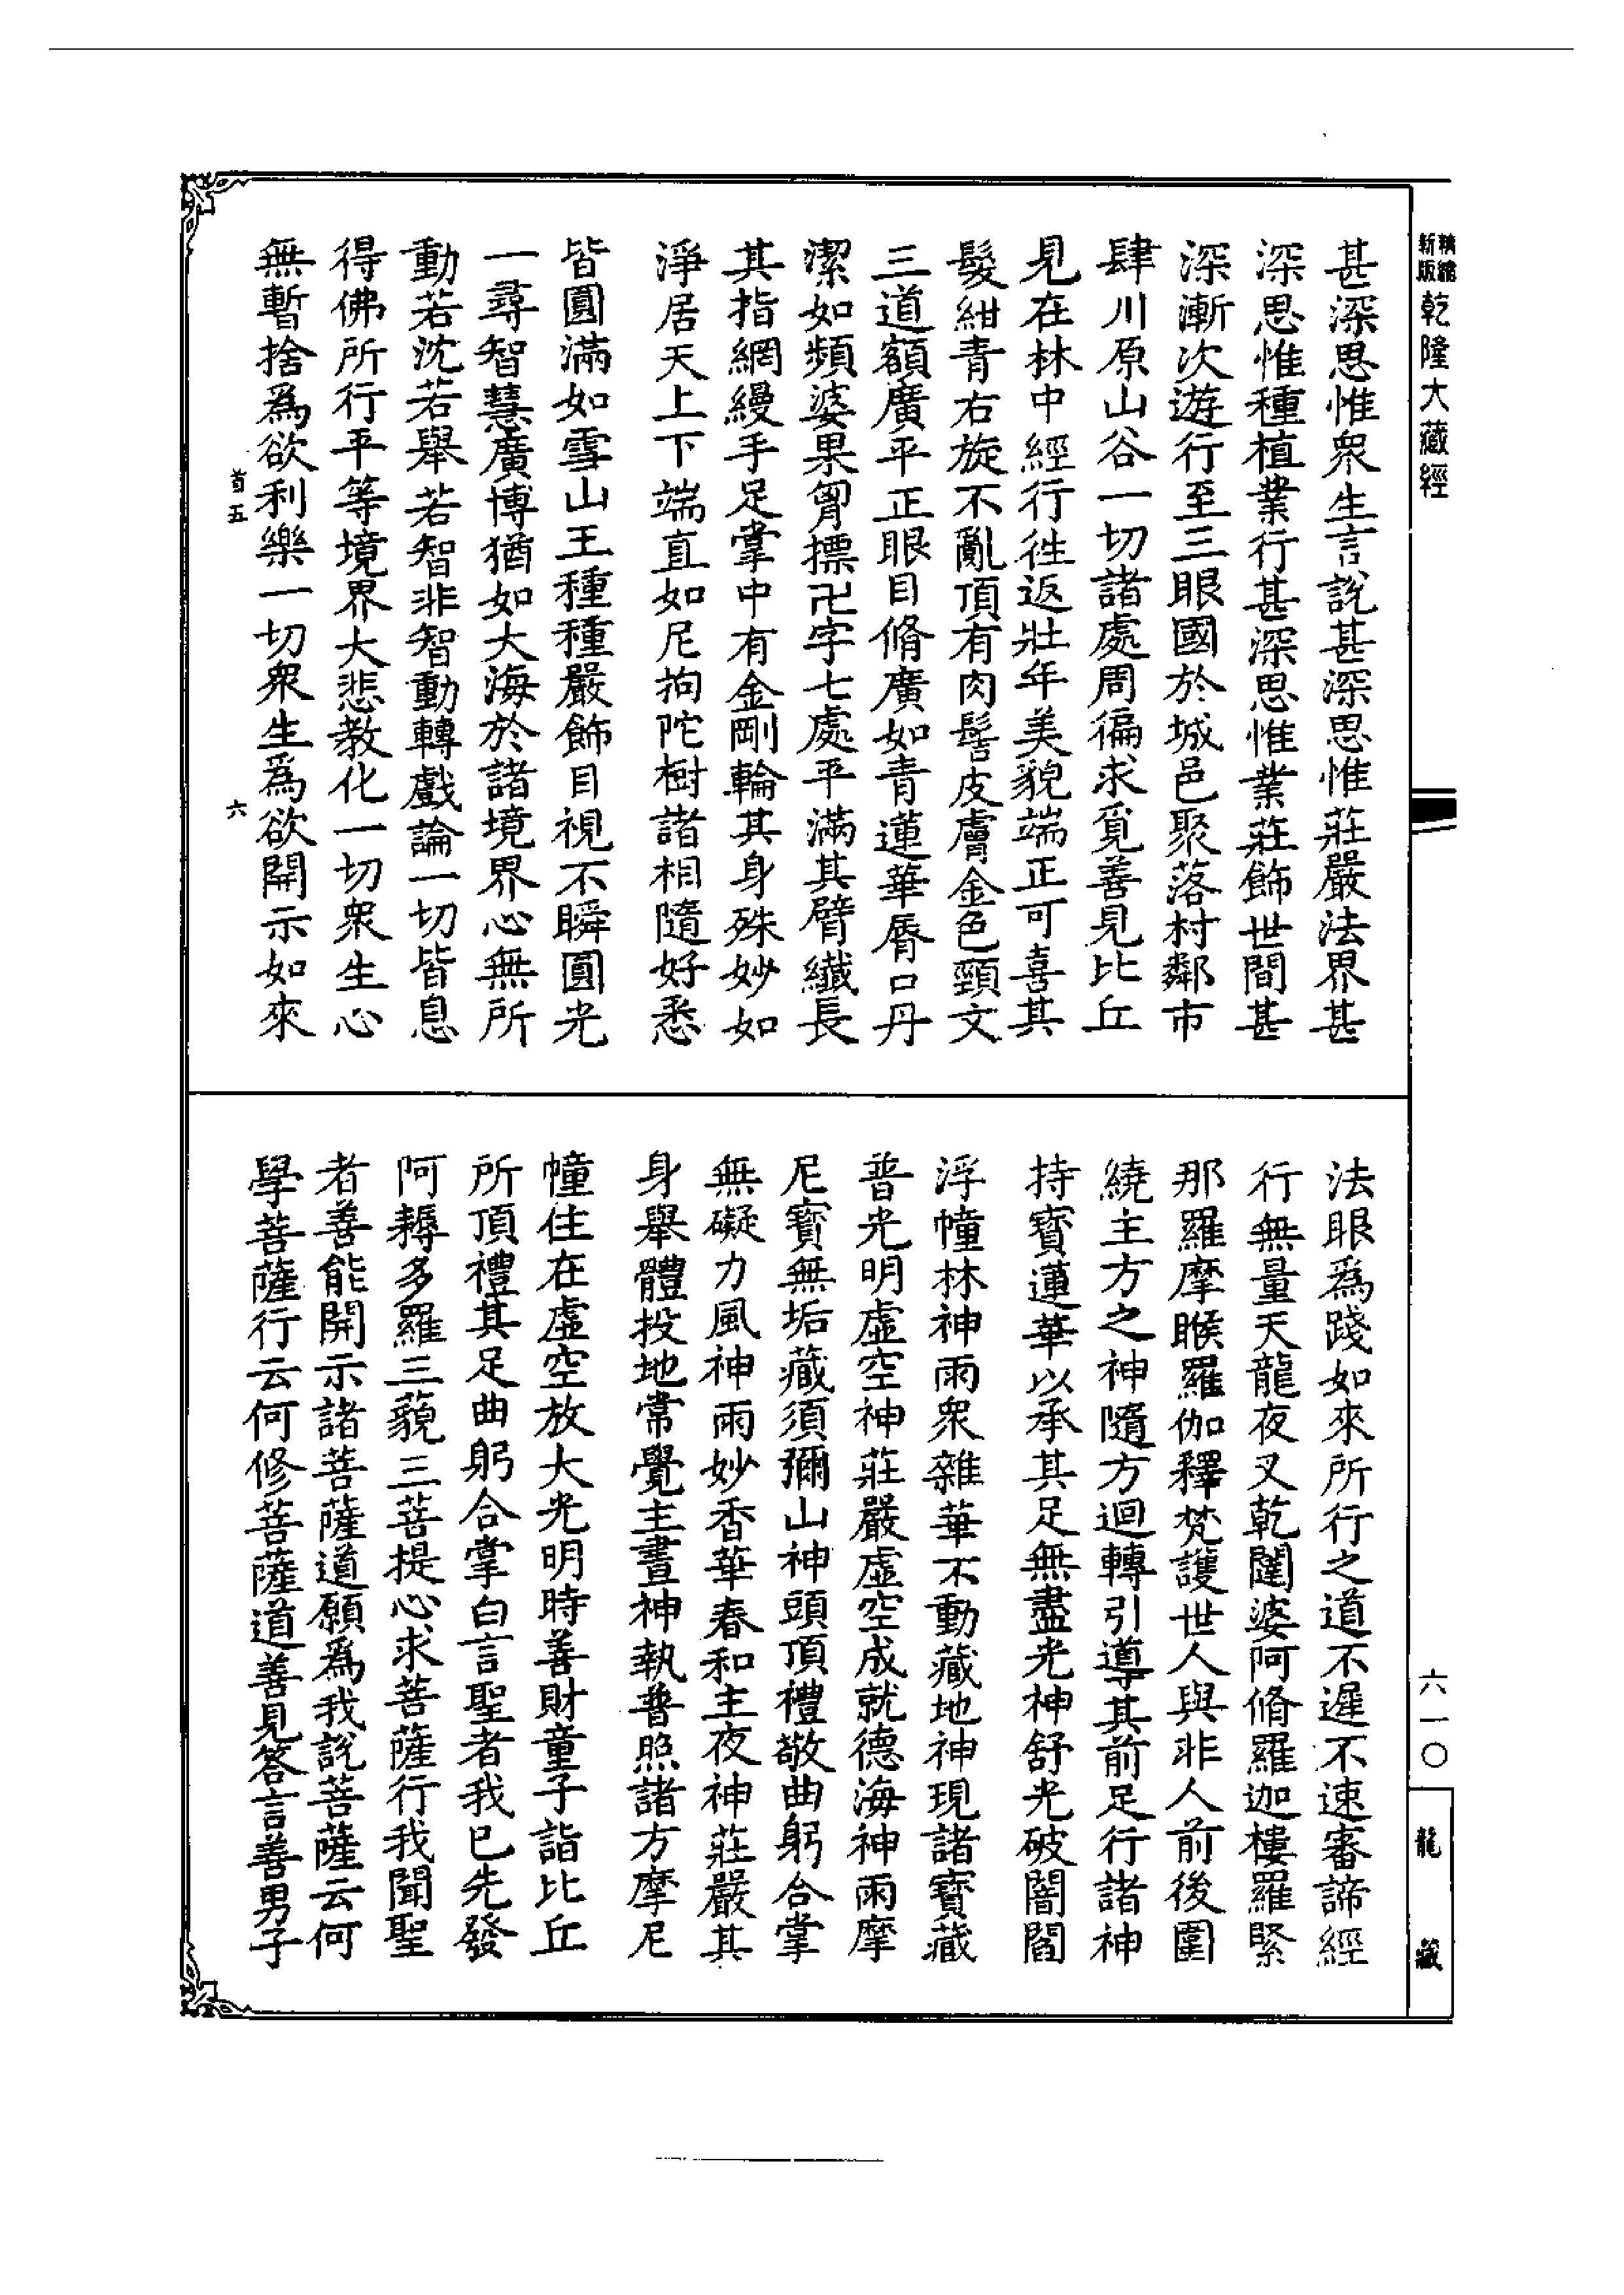 精縮新版 乾隆大藏經
甚深思惟衆生言說甚深思惟莊嚴法界甚
深思惟種植業行甚深思惟業莊飾世間甚
深漸次遊行至三眼國於城邑聚落村鄰市
肆川原山谷一切諸處周徧求覓善見比丘
見在林中經行往返壯年美貌端正可喜其
髮紺青右旋不亂頂有肉髻皮膚金色頸文
三道額廣平正眼目脩廣如青蓮華脣口丹
潔如頻婆果胷摽卍字七處平滿其臂纎長
其指網縵手足掌中有金剛輪其身殊妙如
淨居天上下端直如尼拘陀樹諸相隨好悉
皆圓滿如雪山王種種嚴飾目視不瞬圓光
一尋智慧廣博猶如大海於諸境界心無所
動若沈若舉若智非智動轉戲論一切皆息
得佛所行平等境界大悲教化一切衆生心
無暫捨爲欲利樂一切衆生爲欲開示如來
首五 六
法眼爲踐如來所行之道不遲不速審諦經
行無量天龍夜叉乾闥婆阿脩羅迦樓羅緊
那羅摩睺羅伽釋梵護世人與非人前後圍
繞主方之神隨方迴轉引導其前足行諸神
持寶蓮華以承其足無盡光神舒光破闇閻
浮幢林神雨衆雜華不動藏地神現諸寶藏
普光明虛空神莊嚴虛空成就德海神雨摩
尼寶無垢藏須彌山神頭頂禮敬曲躬合掌
無礙力風神雨妙香華春和主夜神莊嚴其
身舉體投地常覺主晝神執普照諸方摩尼
幢住在虛空放大光明時善財童子詣比丘
所頂禮其足曲躬合掌白言聖者我已先發
阿耨多羅三藐三菩提心求菩薩行我聞聖
者善能開示諸菩薩道願爲我說菩薩云何
學菩薩行云何修菩薩道善見答言善男子
六一〇
龍藏